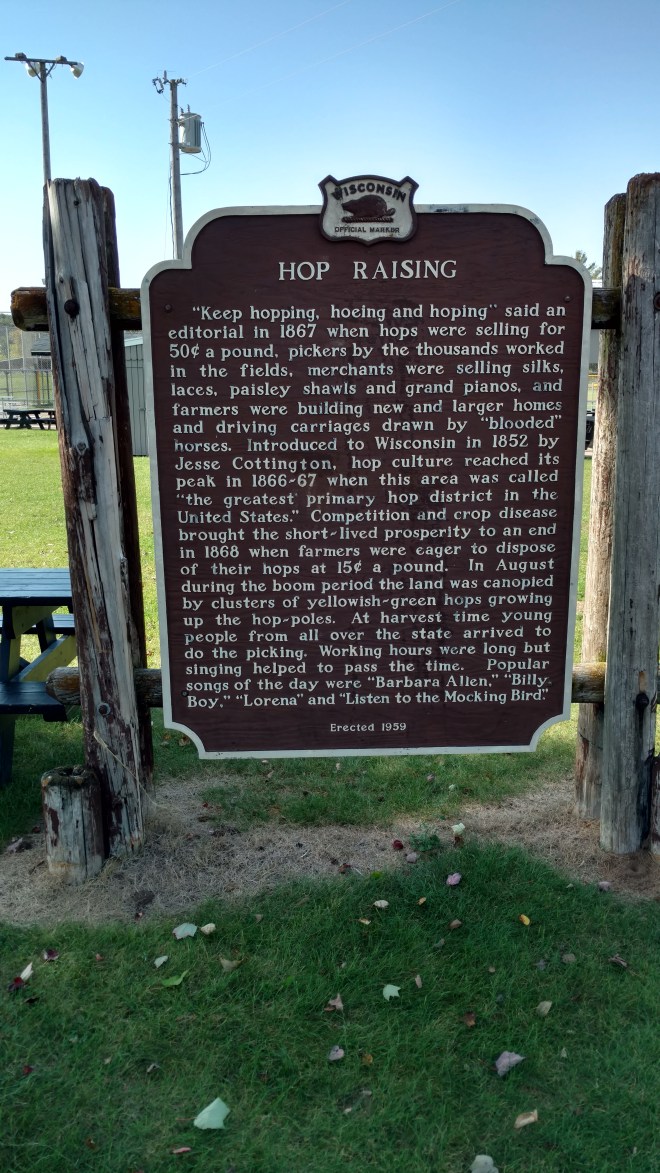 WISCONSIN
OFFICIAL MARKER
HOP RAISING
"Keep hopping, hoeing and hoping" said an
editorial in 1867 when hops were selling for
50¢ a pound, pickers by the thousands worked
in the fields, merchants were selling silks,
laces, paisley shawls and grand pianos, and
farmers were building new and larger homes
and driving carriages drawn by "blooded"
horses. Introduced to Wisconsin in 1852 by
Jesse Cottington, hop culture reached its
peak in 1866-67 when this area was called
"the greatest primary hop district in the
United States." Competition and crop disease
brought the short-lived prosperity to an end
in 1868 when farmers were eager to dispose
of their hops at 15¢ a pound. In August
during the boom period the land was canopied
by clusters of yellowish-green hops growing
up the hop-poles. At harvest time young
people from all over the state arrived to
do the picking. Working hours were long but
singing helped to pass the time. Popular
songs of the day were "Barbara Allen," "Billy
Boy," "Lorena" and "Listen to the Mocking Bird."
Erected 1959